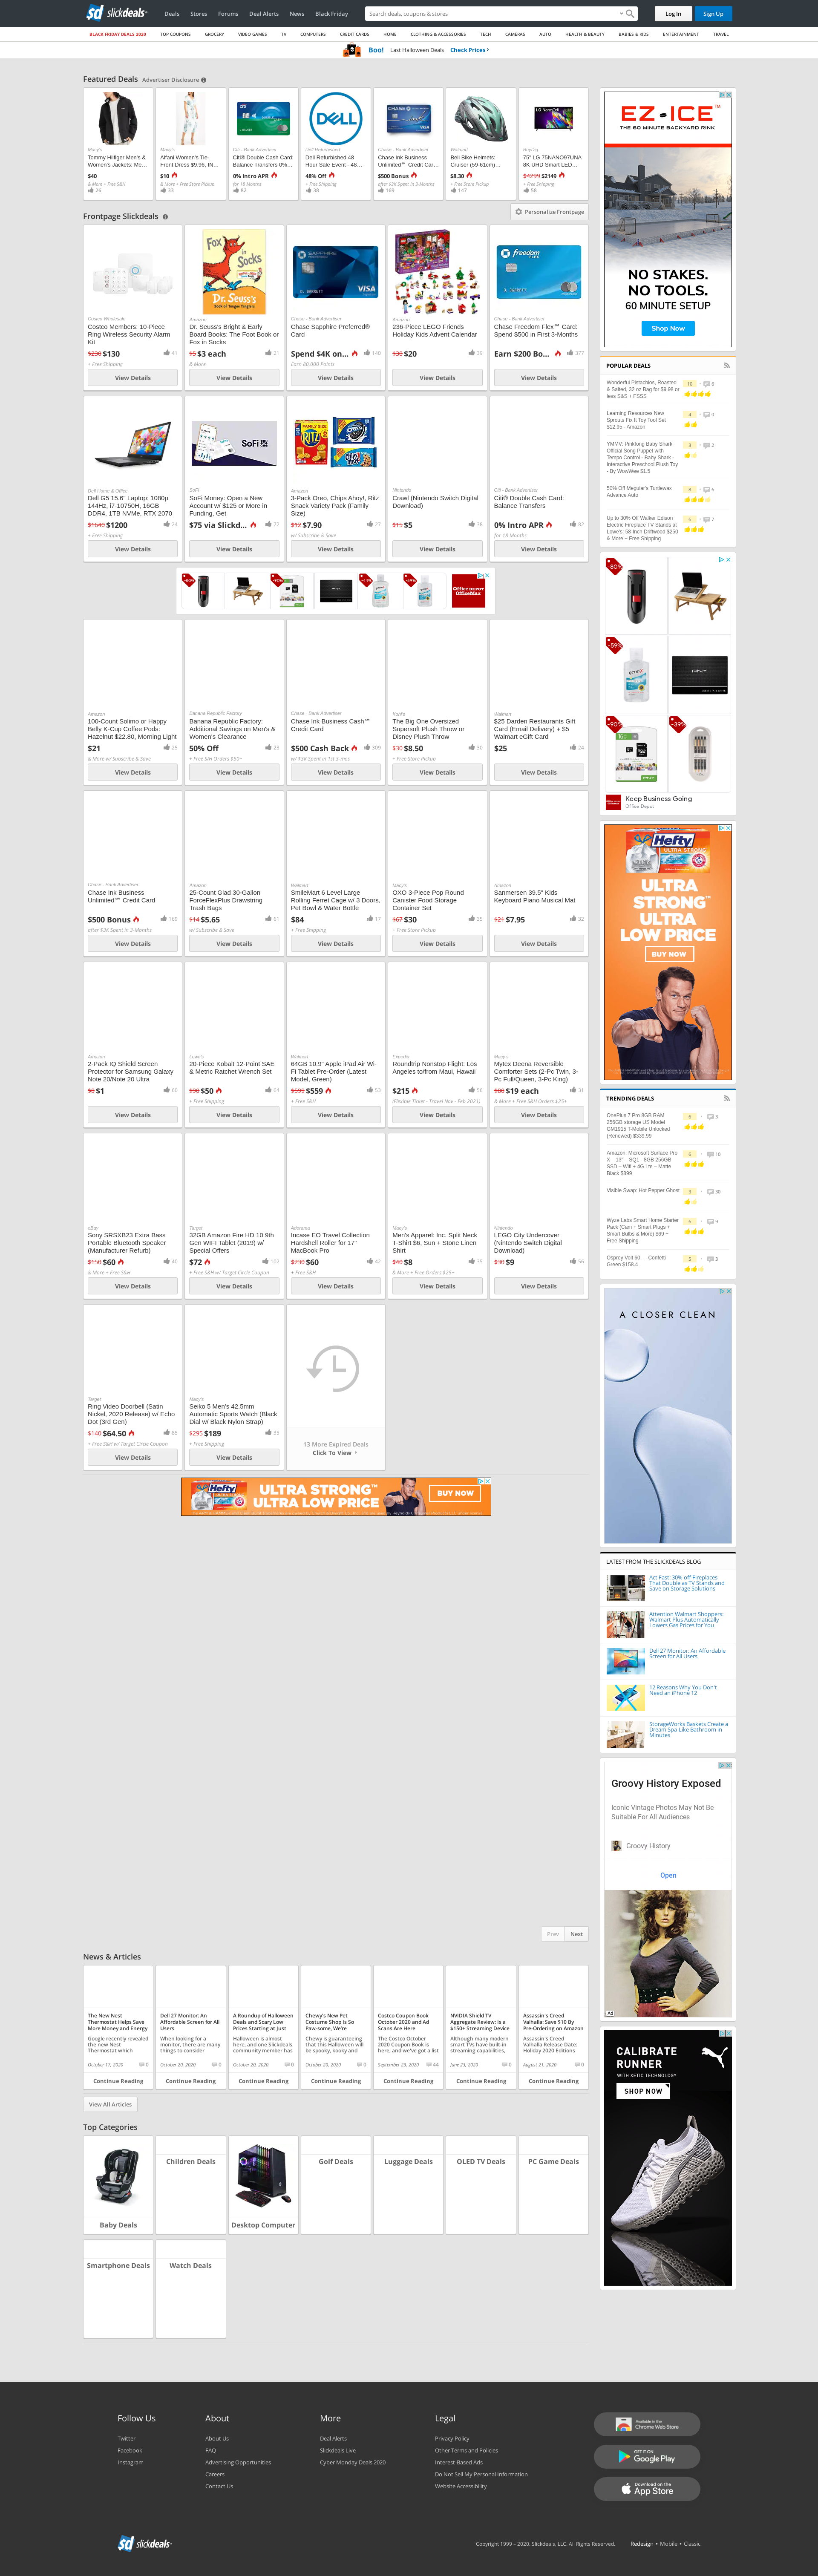 slickdeals
Deals
Stores
Forums
Deal Alerts
News
Black Friday
Search deals, coupons & stores
Log In
Sign Up
BLACK FRIDAY DEALS 2020
TOP COUPONS
GROCERY
VIDEO GAMES
TV
COMPUTERS
CREDIT CARDS
HOME
CLOTHING & ACCESSORIES
TECH
CAMERAS
AUTO
HEALTH & BEAUTY
BABIES & KIDS
ENTERTAINMENT
TRAVEL
Boo! Last Halloween Deals Check Prices
Featured Deals Advertiser Disclosure
Macy's
Tommy Hilfiger Men's &
Women's Jackets: Me...
$40
& More + Free S&H
26
Macy's
Alfani Women's Tie-
Front Dress $9.96, IN...
$10
& More + Free Store Pickup
33
Citi - Bank Advertiser
Citi® Double Cash Card:
Balance Transfers 0%...
0% Intro APR
for 18 Months
82
Dell Refurbished
Dell Refurbished 48
Hour Sale Event - 48...
48% Off
+ Free Shipping
38
Chase - Bank Advertiser
Chase Ink Business
Unlimited℠ Credit Car...
$500 Bonus
after $3K Spent in 3-Months
169
Walmart
Bell Bike Helmets:
Cruiser (59-61cm)...
$8.30
+ Free Store Pickup
147
BuyDig
75" LG 75NANO97UNA
8K UHD Smart LED...
$4299 $2149
+ Free Shipping
58
Frontpage Slickdeals
Personalize Frontpage
Costco Wholesale
Costco Members: 10-Piece
Ring Wireless Security Alarm
Kit
$230 $130
41
+ Free Shipping
View Details
Amazon
Dr. Seuss's Bright & Early
Board Books: The Foot Book or
Fox in Socks
$5 $3 each
21
& More
View Details
Chase - Bank Advertiser
Chase Sapphire Preferred®
Card
Spend $4K on...
140
Earn 60,000 Points
View Details
Amazon
236-Piece LEGO Friends
Holiday Kids Advent Calendar
$30 $20
39
View Details
Chase - Bank Advertiser
Chase Freedom Flex℠ Card:
Spend $500 in First 3-Months
Earn $200 Bo...
377
View Details
Dell Home & Office
Dell G5 15.6" Laptop: 1080p
144Hz, i7-10750H, 16GB
DDR4, 1TB NVMe, RTX 2070
$1640 $1200
24
+ Free Shipping
View Details
SoFi
SoFi Money: Open a New
Account w/ $125 or More in
Funding, Get
$75 via Slickd...
72
View Details
Amazon
3-Pack Oreo, Chips Ahoy!, Ritz
Snack Variety Pack (Family
Size)
$12 $7.90
27
w/ Subscribe & Save
View Details
Nintendo
Crawl (Nintendo Switch Digital
Download)
$15 $5
38
View Details
Citi - Bank Advertiser
Citi® Double Cash Card:
Balance Transfers
0% Intro APR
82
for 18 Months
View Details
Amazon
100-Count Solimo or Happy
Belly K-Cup Coffee Pods:
Hazelnut $22.80, Morning Light
$21
25
& More w/ Subscribe & Save
View Details
Banana Republic Factory
Banana Republic Factory:
Additional Savings on Men's &
Women's Clearance
50% Off
23
+ Free S/H Orders $50+
View Details
Chase - Bank Advertiser
Chase Ink Business Cash℠
Credit Card
$500 Cash Back
309
w/ $3K Spent in 1st 3-mos
View Details
Kohl's
The Big One Oversized
Supersoft Plush Throw or
Disney Plush Throw
$30 $8.50
30
+ Free Store Pickup
View Details
Walmart
$25 Darden Restaurants Gift
Card (Email Delivery) + $5
Walmart eGift Card
$25
24
View Details
Chase - Bank Advertiser
Chase Ink Business
Unlimited℠ Credit Card
$500 Bonus
169
after $3K Spent in 3-Months
View Details
Amazon
25-Count Glad 30-Gallon
ForceFlexPlus Drawstring
Trash Bags
$14 $5.65
61
w/ Subscribe & Save
View Details
Walmart
SmileMart 6 Level Large
Rolling Ferret Cage w/ 3 Doors,
Pet Bowl & Water Bottle
$84
17
+ Free Shipping
View Details
Macy's
OXO 3-Piece Pop Round
Canister Food Storage
Container Set
$67 $30
35
+ Free Store Pickup
View Details
Amazon
Sanmersen 39.5" Kids
Keyboard Piano Musical Mat
$21 $7.95
32
View Details
Amazon
2-Pack IQ Shield Screen
Protector for Samsung Galaxy
Note 20/Note 20 Ultra
$8 $1
60
View Details
Lowe's
20-Piece Kobalt 12-Point SAE
& Metric Ratchet Wrench Set
$90 $50
64
+ Free Shipping
View Details
Walmart
64GB 10.9" Apple iPad Air Wi-
Fi Tablet Pre-Order (Latest
Model, Green)
$599 $559
53
+ Free S&H
View Details
Expedia
Roundtrip Nonstop Flight: Los
Angeles to/from Maui, Hawaii
$215
56
(Flexible Ticket - Travel Nov - Feb 2021)
View Details
Macy's
Mytex Deena Reversible
Comforter Sets (2-Pc Twin, 3-
Pc Full/Queen, 3-Pc King)
$80 $19 each
31
& More + Free S&H Orders $25+
View Details
eBay
Sony SRSXB23 Extra Bass
Portable Bluetooth Speaker
(Manufacturer Refurb)
$150 $60
40
& More + Free S&H
View Details
Target
32GB Amazon Fire HD 10 9th
Gen WIFI Tablet (2019) w/
Special Offers
$72
102
+ Free S&H w/ Target Circle Coupon
View Details
Adorama
Incase EO Travel Collection
Hardshell Roller for 17"
MacBook Pro
$230 $60
42
+ Free S&H
View Details
Macy's
Men's Apparel: Inc. Split Neck
T-Shirt $6, Sun + Stone Linen
Shirt
$40 $8
35
& More + Free Orders $25+
View Details
Nintendo
LEGO City Undercover
(Nintendo Switch Digital
Download)
$30 $9
56
View Details
Target
Ring Video Doorbell (Satin
Nickel, 2020 Release) w/ Echo
Dot (3rd Gen)
$140 $64.50
85
+ Free S&H w/ Target Circle Coupon
View Details
Macy's
Seiko 5 Men's 42.5mm
Automatic Sports Watch (Black
Dial w/ Black Nylon Strap)
$295 $189
35
+ Free Shipping
View Details
13 More Expired Deals
Click To View
Hefty
ULTRA STRONG
ULTRA LOW PRICE
BUY NOW
Prev
Next
EZ-ICE
THE 60 MINUTE BACKYARD RINK
NO STAKES.
NO TOOLS.
60 MINUTE SETUP
Shop Now
POPULAR DEALS
Wonderful Pistachios, Roasted
& Salted, 32 oz Bag for $9.98 or
less S&S + FSSS
10
6
Learning Resources New
Sprouts Fix It Toy Tool Set
$12.95 - Amazon
4
0
YMMV: Pinkfong Baby Shark
Official Song Puppet with
Tempo Control - Baby Shark -
Interactive Preschool Plush Toy
- By WowWee $1.5
3
2
50% Off Meguiar's Turtlewax
Advance Auto
8
6
Up to 30% Off Walker Edison
Electric Fireplace TV Stands at
Lowe's: 58-Inch Driftwood $250
& More + Free Shipping
6
7
-80%
-59%
-90%
-39%
Keep Business Going
Office Depot
Hefty
ULTRA STRONG
ULTRA
STRONG
ULTRA
LOW PRICE
BUY NOW
TRENDING DEALS
OnePlus 7 Pro 8GB RAM
256GB storage US Model
GM1915 T-Mobile Unlocked
(Renewed) $339.99
6
3
Amazon: Microsoft Surface Pro
X – 13" – SQ1 - 8GB 256GB
SSD – Wifi + 4G Lte – Matte
Black $899
6
10
Visible Swap: Hot Pepper Ghost
3
30
Wyze Labs Smart Home Starter
Pack (Cam + Smart Plugs +
Smart Bulbs & More) $69 +
Free Shipping
6
9
Osprey Volt 60 — Confetti
Green $158.4
5
3
A CLOSER CLEAN
LATEST FROM THE SLICKDEALS BLOG
Act Fast: 30% off Fireplaces
That Double as TV Stands and
Save on Storage Solutions
Attention Walmart Shoppers:
Walmart Plus Automatically
Lowers Gas Prices for You
Dell 27 Monitor: An Affordable
Screen for All Users
12 Reasons Why You Don't
Need an iPhone 12
StorageWorks Baskets Create a
Dream Spa-Like Bathroom in
Minutes
Groovy History Exposed
Iconic Vintage Photos May Not Be
Suitable For All Audiences
Groovy History
Open
Ad
CALIBRATE
RUNNER
WITH XETIC TECHNOLOGY
SHOP NOW
News & Articles
The New Nest
Thermostat Helps Save
More Money and Energy
Google recently revealed
the new Nest
Thermostat which
October 17, 2020
0
Continue Reading
Dell 27 Monitor: An
Affordable Screen for All
Users
When looking for a
monitor, there are many
things to consider
October 20, 2020
0
Continue Reading
A Roundup of Halloween
Deals and Scary Low
Prices Starting at Just
Halloween is almost
here, and one Slickdeals
community member has
October 20, 2020
0
Continue Reading
Chewy's New Pet
Costume Shop Is So
Paw-some, We're
Chewy is guaranteeing
that this Halloween will
be spooky, kooky and
October 20, 2020
0
Continue Reading
Costco Coupon Book
October 2020 and Ad
Scans Are Here
The Costco October
2020 Coupon Book is
here, and we've got a list
September 23, 2020
44
Continue Reading
NVIDIA Shield TV
Aggregate Review: Is a
$150+ Streaming Device
Although many modern
smart TVs have built-in
streaming capabilities,
June 23, 2020
0
Continue Reading
Assassin's Creed
Valhalla: Save $10 By
Pre-Ordering on Amazon
Assassin's Creed
Valhalla Release Date:
Holiday 2020 Editions
August 21, 2020
0
Continue Reading
View All Articles
Top Categories
Baby Deals
Children Deals
Desktop Computer
Golf Deals
Luggage Deals
OLED TV Deals
PC Game Deals
Smartphone Deals
Watch Deals
Follow Us
Twitter
Facebook
Instagram
About
About Us
FAQ
Advertising Opportunities
Careers
Contact Us
More
Deal Alerts
Slickdeals Live
Cyber Monday Deals 2020
Legal
Privacy Policy
Other Terms and Policies
Interest-Based Ads
Do Not Sell My Personal Information
Website Accessibility
Available in the
Chrome Web Store
GET IT ON
Google Play
Download on the
App Store
slickdeals
Copyright 1999 – 2020. Slickdeals, LLC. All Rights Reserved.
Redesign • Mobile • Classic